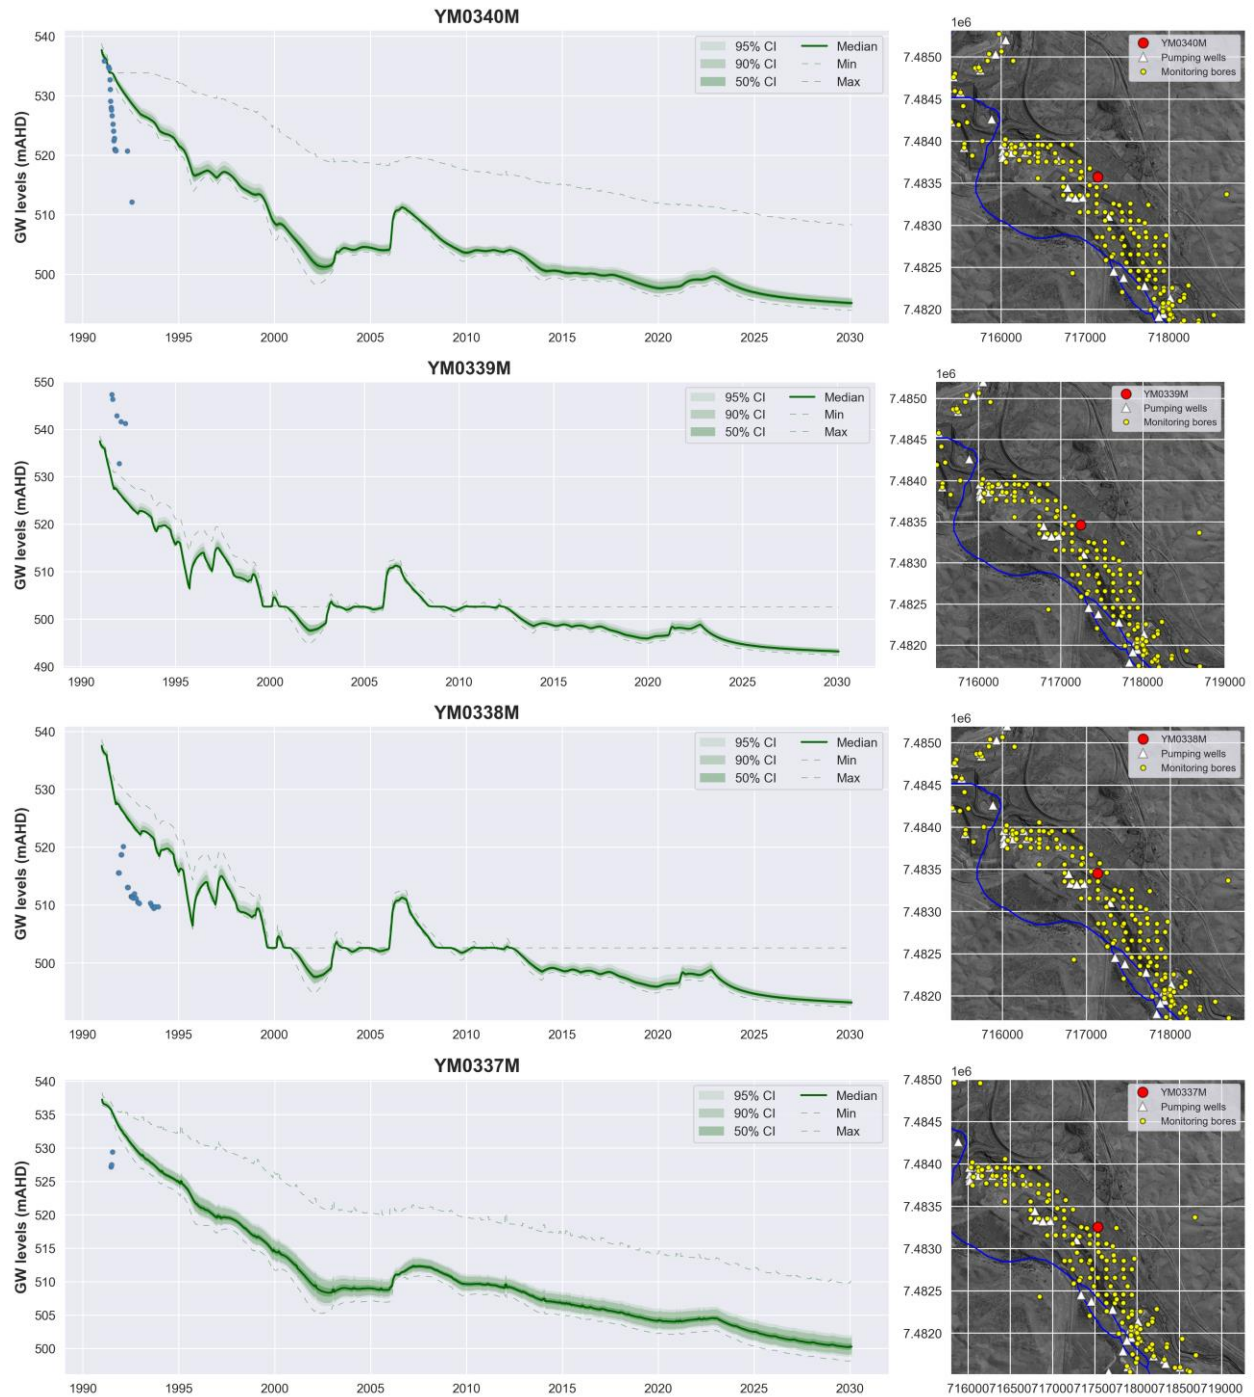 YM0340M
GW levels (mAHD)
540
530
520
510
500
1990 1995 2000 2005 2010 2015 2020 2025 2030
95% CI Median
90% CI Min
50% CI Max
1e6
7.4850
7.4845
7.4840
7.4835
7.4830
7.4825
7.4820
716000 717000 718000
YM0340M
Pumping wells
Monitoring bores
YM0339M
GW levels (mAHD)
550
540
530
520
510
500
490
1990 1995 2000 2005 2010 2015 2020 2025 2030
95% CI Median
90% CI Min
50% CI Max
1e6
7.4850
7.4845
7.4840
7.4835
7.4830
7.4825
7.4820
716000 717000 718000 719000
YM0339M
Pumping wells
Monitoring bores
YM0338M
GW levels (mAHD)
540
530
520
510
500
1990 1995 2000 2005 2010 2015 2020 2025 2030
95% CI Median
90% CI Min
50% CI Max
1e6
7.4850
7.4845
7.4840
7.4835
7.4830
7.4825
7.4820
716000 717000 718000
YM0338M
Pumping wells
Monitoring bores
YM0337M
GW levels (mAHD)
540
535
530
525
520
515
510
505
500
1990 1995 2000 2005 2010 2015 2020 2025 2030
95% CI Median
90% CI Min
50% CI Max
1e6
7.4850
7.4845
7.4840
7.4835
7.4830
7.4825
7.4820
716000 716500 717000 717500 718000 718500 719000
YM0337M
Pumping wells
Monitoring bores